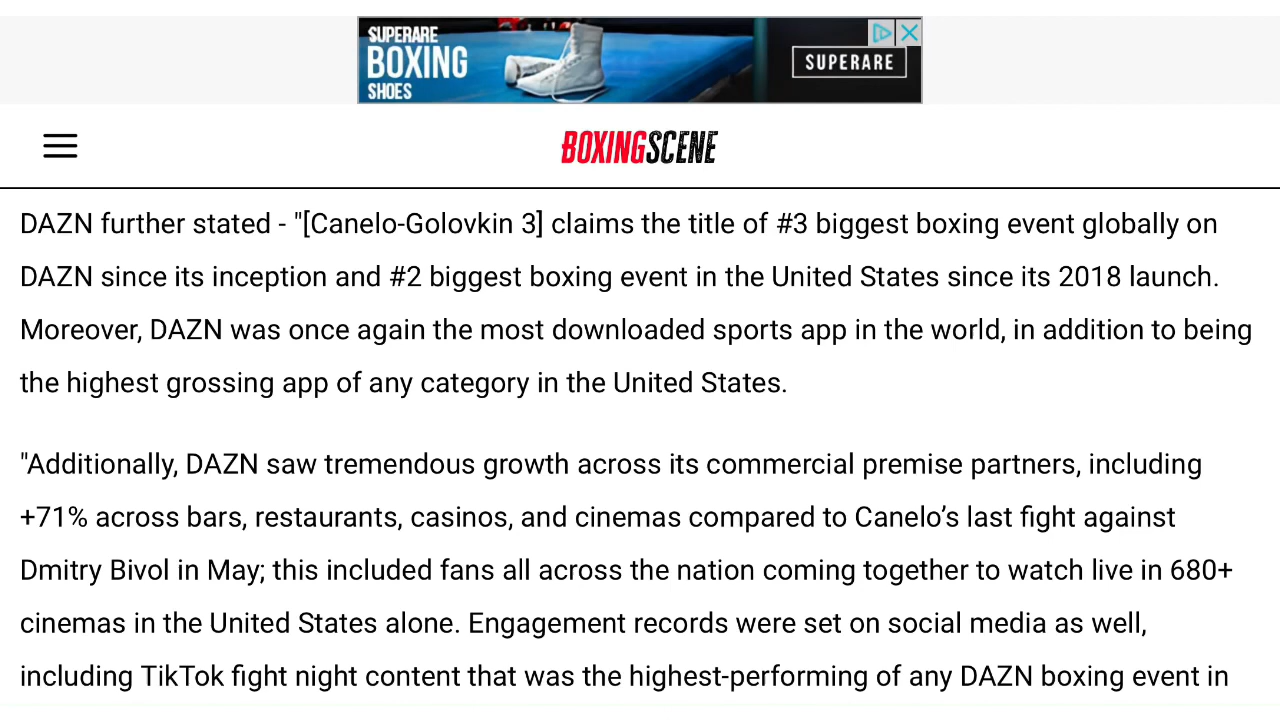 SUPERARE
BOXING
SHOES
SUPERARE
BOXINGSCENE
DAZN further stated - "[Canelo-Golovkin 3] claims the title of #3 biggest boxing event globally on
DAZN since its inception and #2 biggest boxing event in the United States since its 2018 launch.
Moreover, DAZN was once again the most downloaded sports app in the world, in addition to being
the highest grossing app of any category in the United States.
"Additionally, DAZN saw tremendous growth across its commercial premise partners, including
+71% across bars, restaurants, casinos, and cinemas compared to Canelo’s last fight against
Dmitry Bivol in May; this included fans all across the nation coming together to watch live in 680+
cinemas in the United States alone. Engagement records were set on social media as well,
including TikTok fight night content that was the highest-performing of any DAZN boxing event in